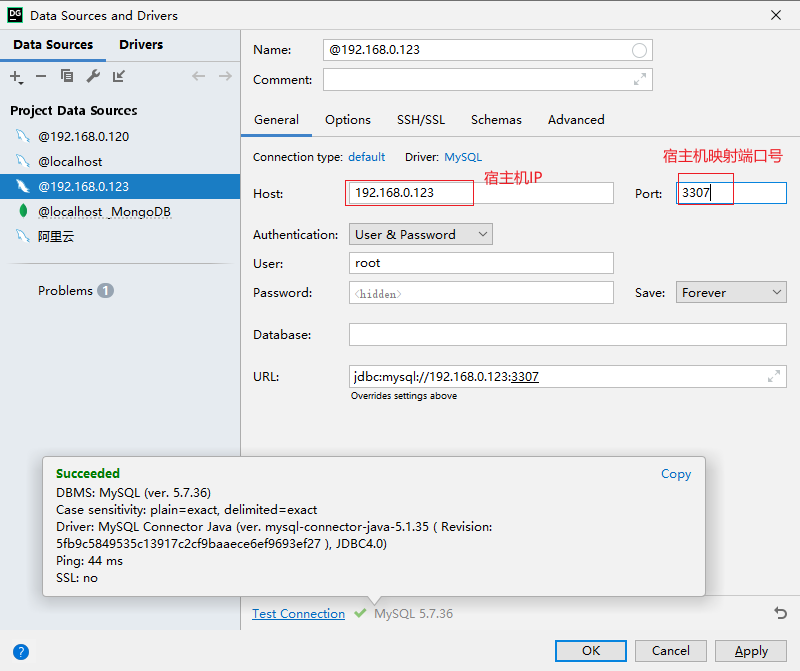 DG Data Sources and Drivers
Data Sources Drivers
Project Data Sources
@192.168.0.120
@localhost
@192.168.0.123
@localhost _MongoDB
阿里云
Problems 1
Name: @192.168.0.123
Comment:
General Options SSH/SSL Schemas Advanced
Connection type: default Driver: MySQL
宿主机IP
宿主机映射端口号
Host: 192.168.0.123 Port: 3307
Authentication: User & Password
User: root
Password: <hidden> Save: Forever
Database:
URL: jdbc:mysql://192.168.0.123:3307
Overrides settings above
Succeeded Copy
DBMS: MySQL (ver. 5.7.36)
Case sensitivity: plain=exact, delimited=exact
Driver: MySQL Connector Java (ver. mysql-connector-java-5.1.35 ( Revision:
5fb9c5849535c13917c2cf9baaece6ef9693ef27 ), JDBC4.0)
Ping: 44 ms
SSL: no
Test Connection MySQL 5.7.36
? OK Cancel Apply